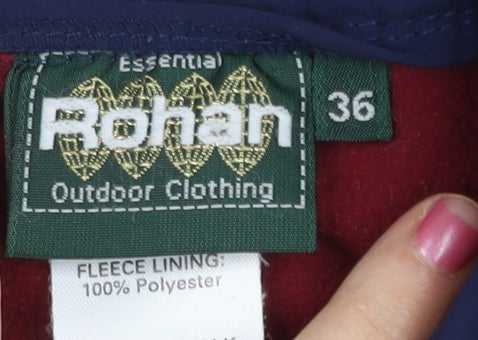 Essential
Rohan
Outdoor Clothing
36
FLEECE LINING:
100% Polyester